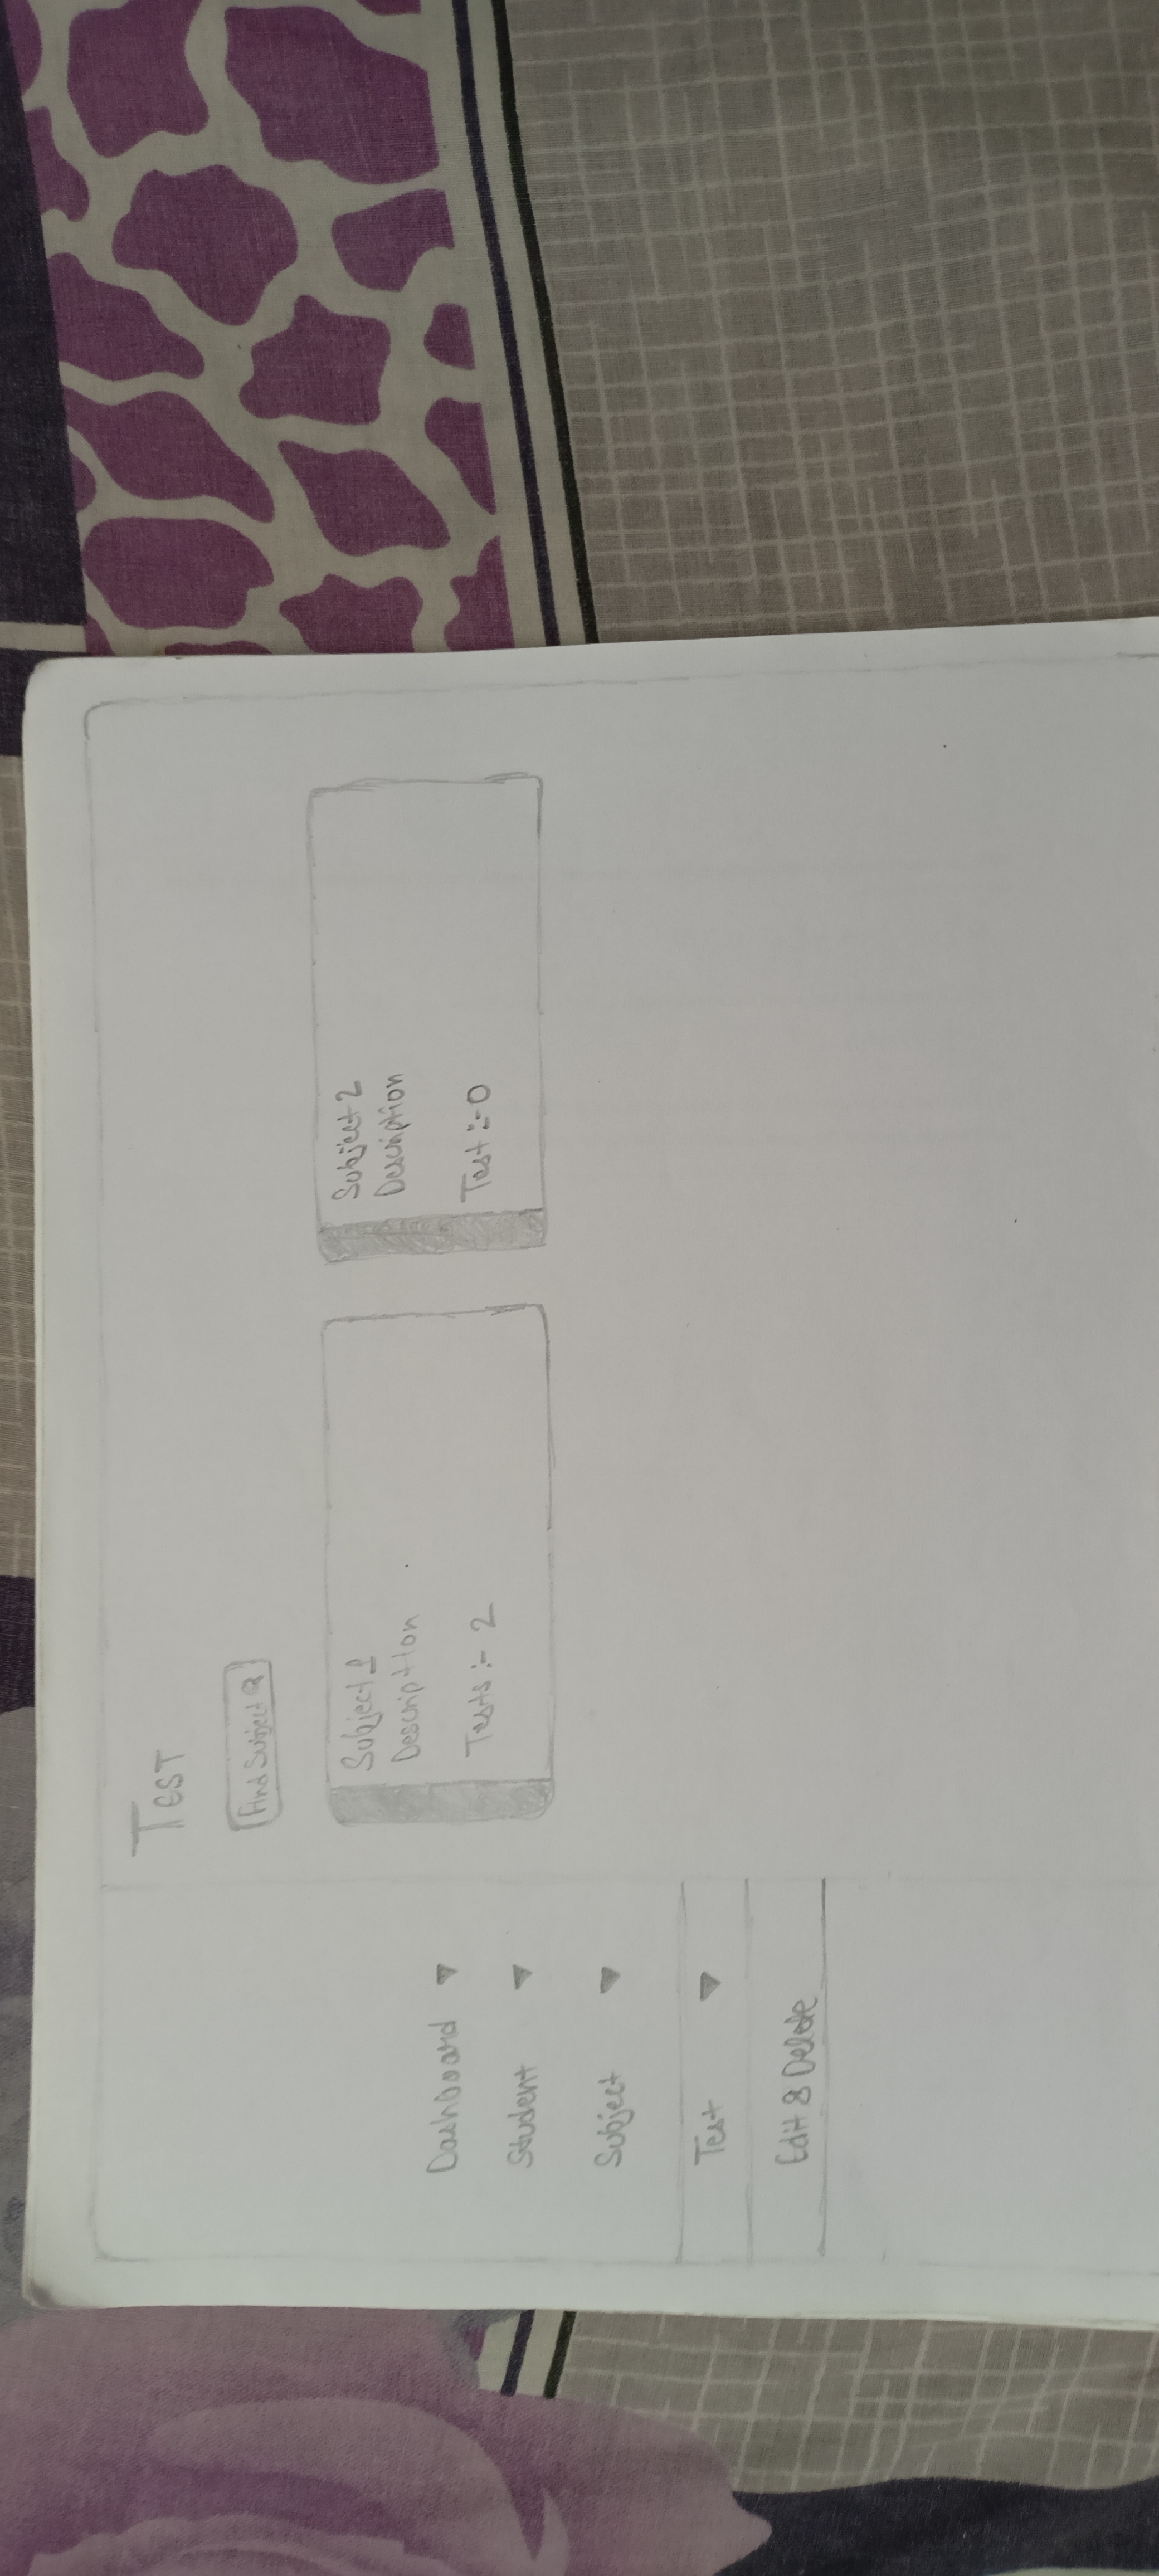 TEST
Find Subject
Subject 1
Description
Tests :- 2
Subject 2
Description
Test :- 0
Dashboard
Student
Subject
Test
Edit & Delete